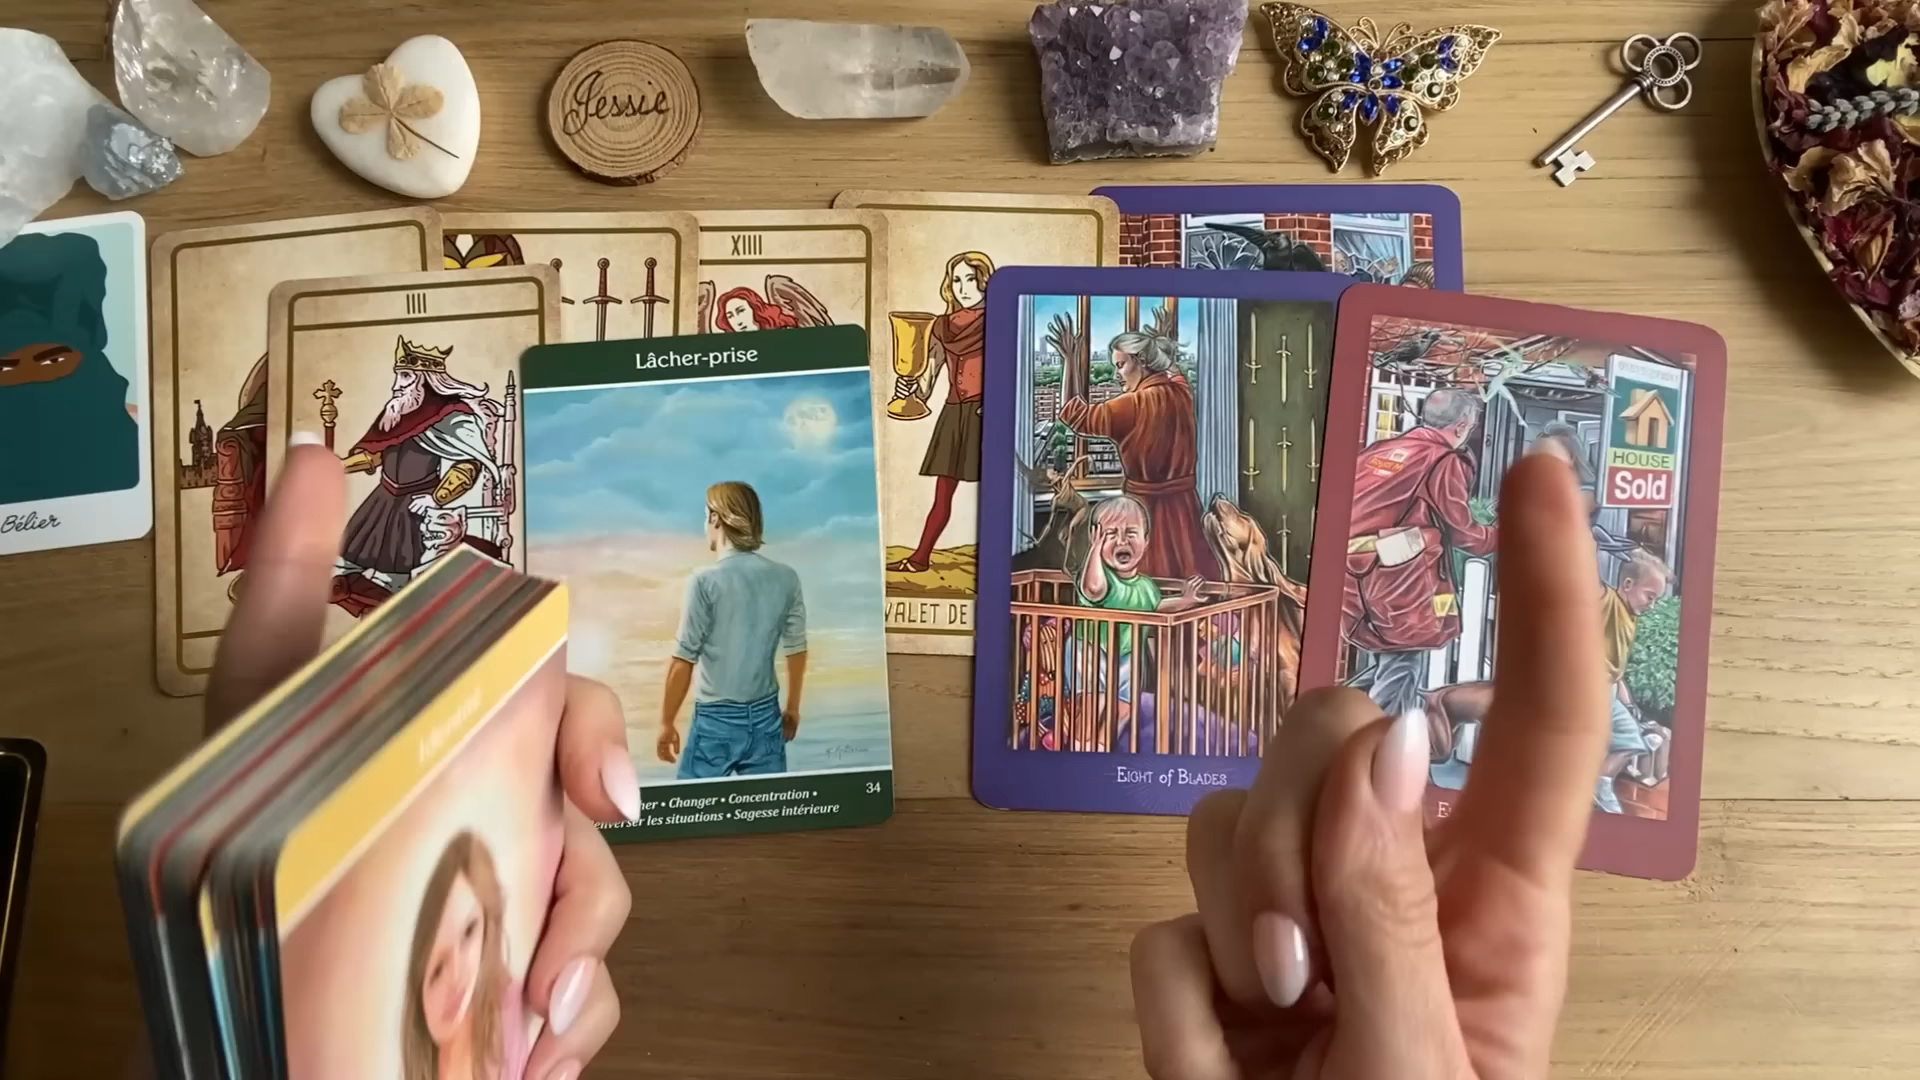 Jessie
XIIII
IIII
Lâcher-prise
HOUSE
Sold
Bélier
VALET DE
EIGHT of BLADES
her • Changer • Concentration •
les situations • Sagesse intérieure
34